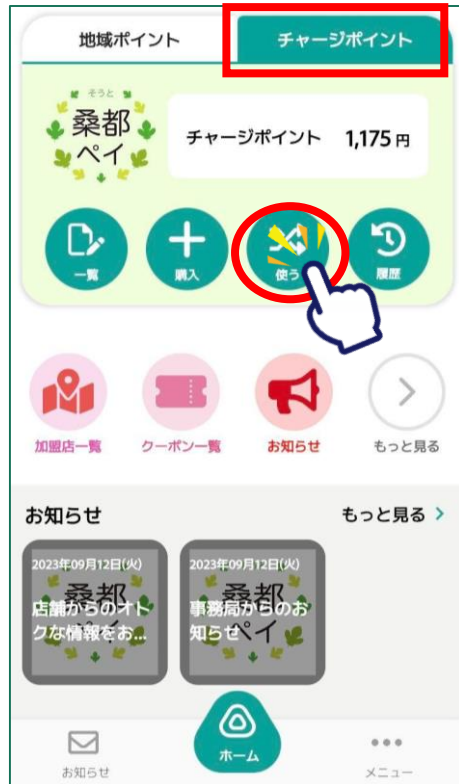 地域ポイント
チャージポイント
そうと
桑都
ペイ
チャージポイント 1,175 円
一覧
購入
使う
履歴
加盟店一覧
クーポン一覧
お知らせ
もっと見る
お知らせ
もっと見る >
2023年09月12日(火)
店舗からのオト
クな情報をお...
2023年09月12日(火)
事務局からのお
知らせ
桑都
ペイ
お知らせ
ホーム
メニュー